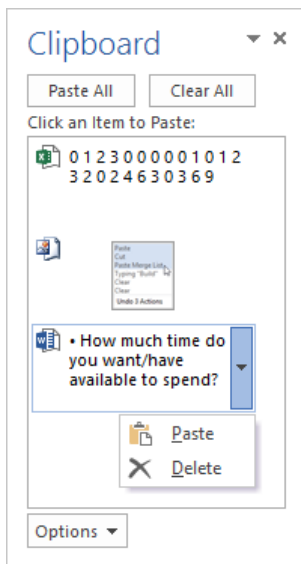 Clipboard
Paste All Clear All
Click an Item to Paste:
0 1 2 3 0 0 0 0 0 1 0 1 2
3 2 0 2 4 6 3 0 3 6 9
Paste
Cut
Paste Merge List
Typing "Build"
Clear
Clear
Undo 3 Actions
• How much time do
you want/have
available to spend?
Paste
Delete
Options